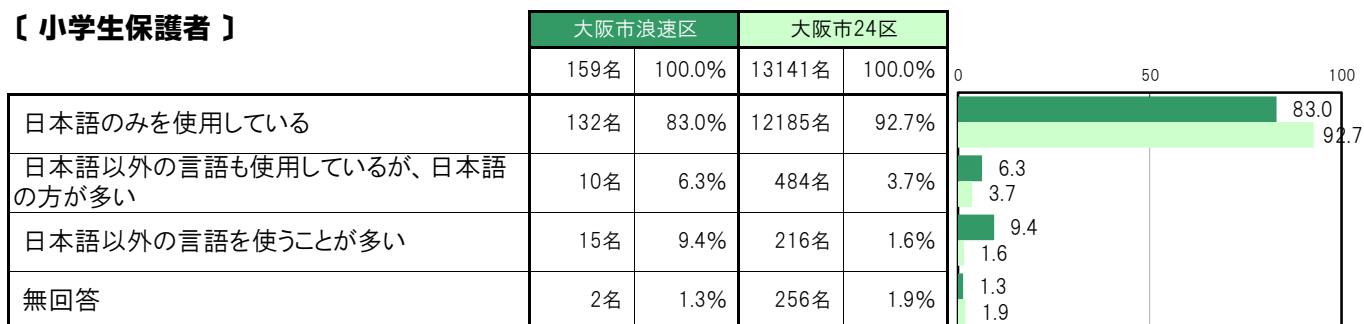 〔 小学生保護者 〕
大阪市浪速区 大阪市24区
159名 100.0% 13141名 100.0%
0 50 100
日本語のみを使用している 132名 83.0% 12185名 92.7%
83.0
92.7
日本語以外の言語も使用しているが、日本語
の方が多い
10名 6.3% 484名 3.7%
6.3
3.7
日本語以外の言語を使うことが多い 15名 9.4% 216名 1.6%
9.4
1.6
無回答 2名 1.3% 256名 1.9%
1.3
1.9